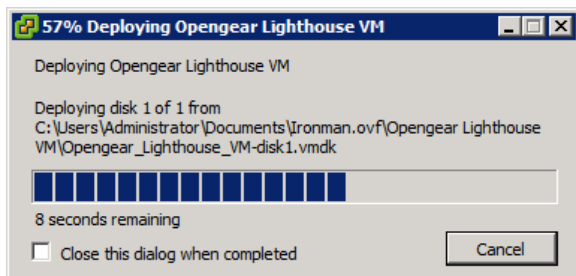 57% Deploying Opengear Lighthouse VM
Deploying Opengear Lighthouse VM
Deploying disk 1 of 1 from
C:\Users\Administrator\Documents\Ironman.ovf\Opengear Lighthouse
VM\Opengear_Lighthouse_VM-disk1.vmdk
8 seconds remaining
Close this dialog when completed
Cancel